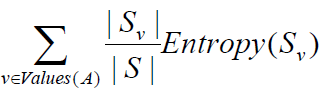 ∑ v∈Values(A) |S_v| / |S| Entropy(S_v)